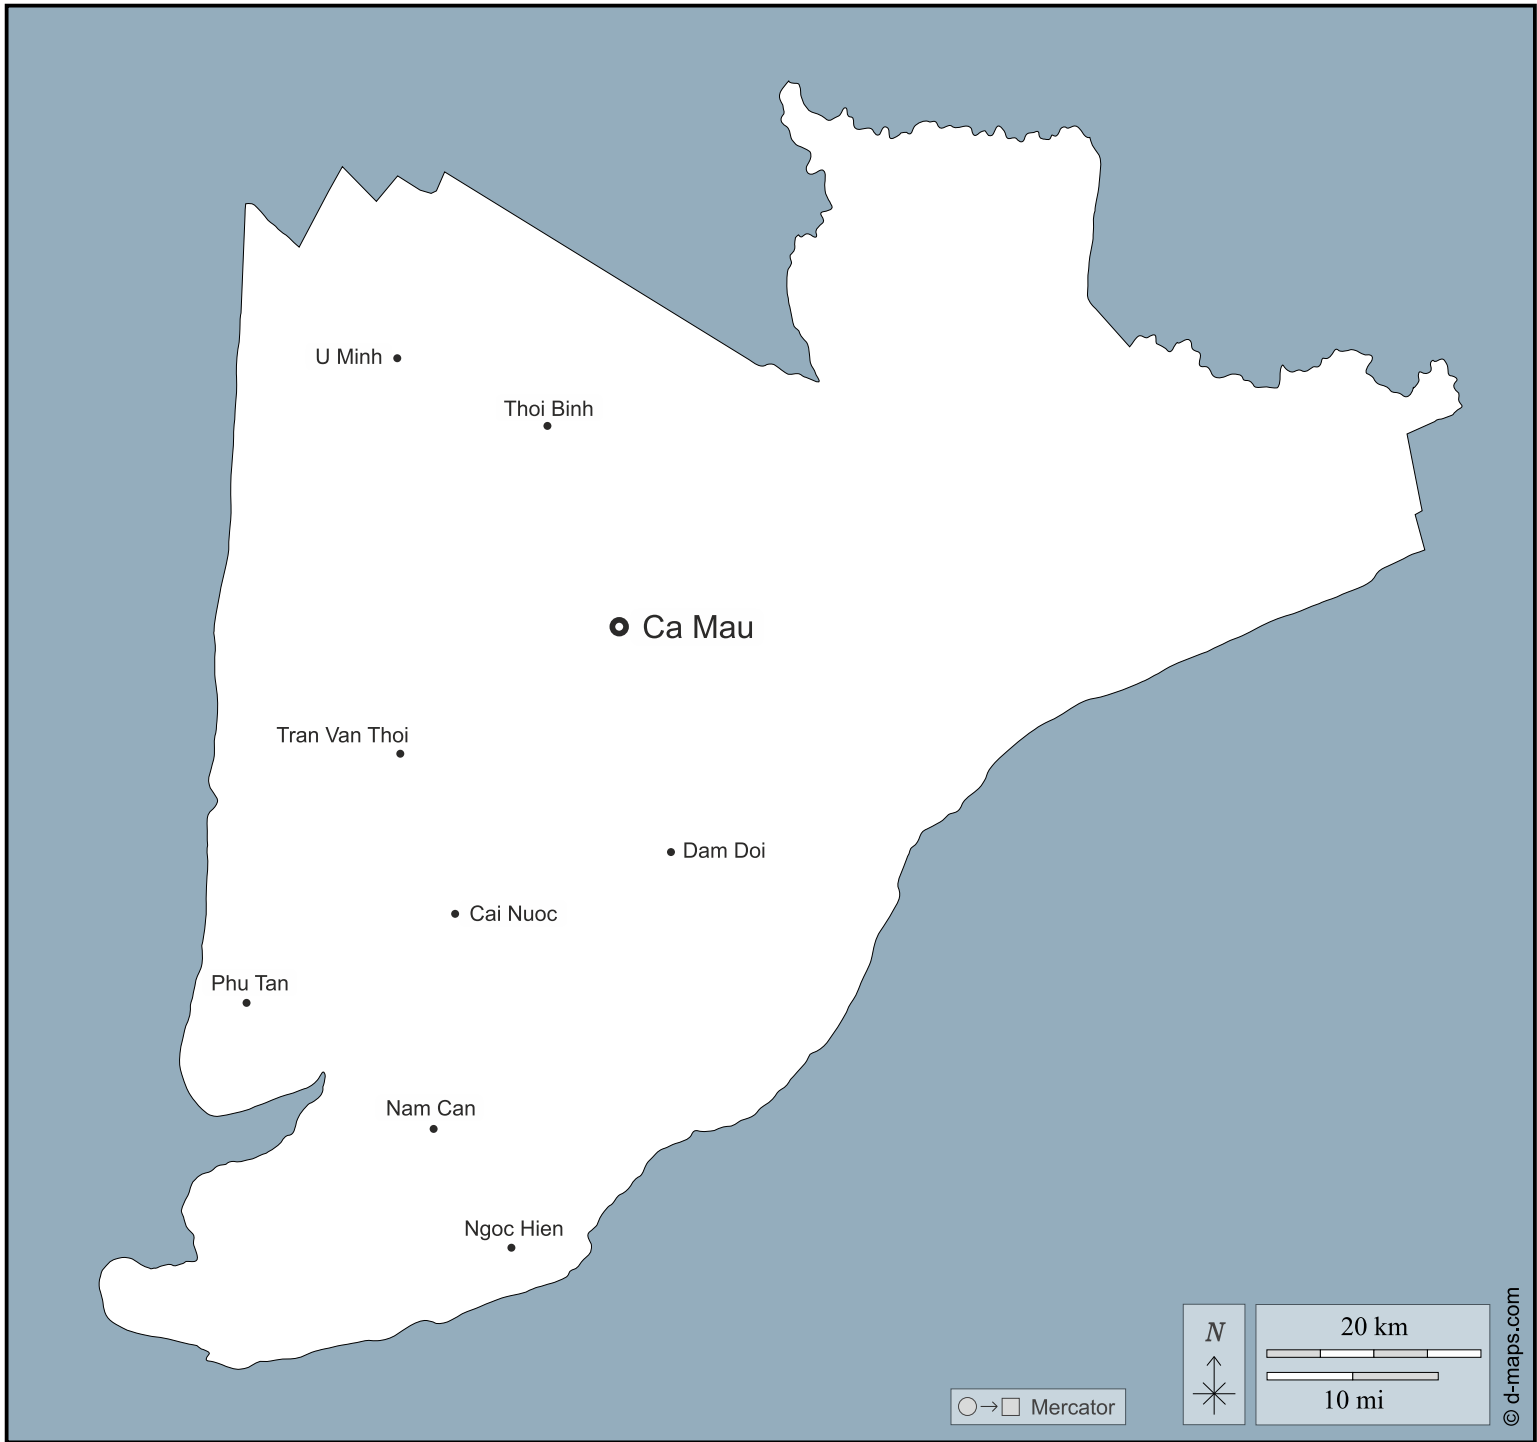 U Minh
Thoi Binh
Ca Mau
Tran Van Thoi
Dam Doi
Cai Nuoc
Phu Tan
Nam Can
Ngoc Hien
N
20 km
10 mi
Mercator
© d-maps.com